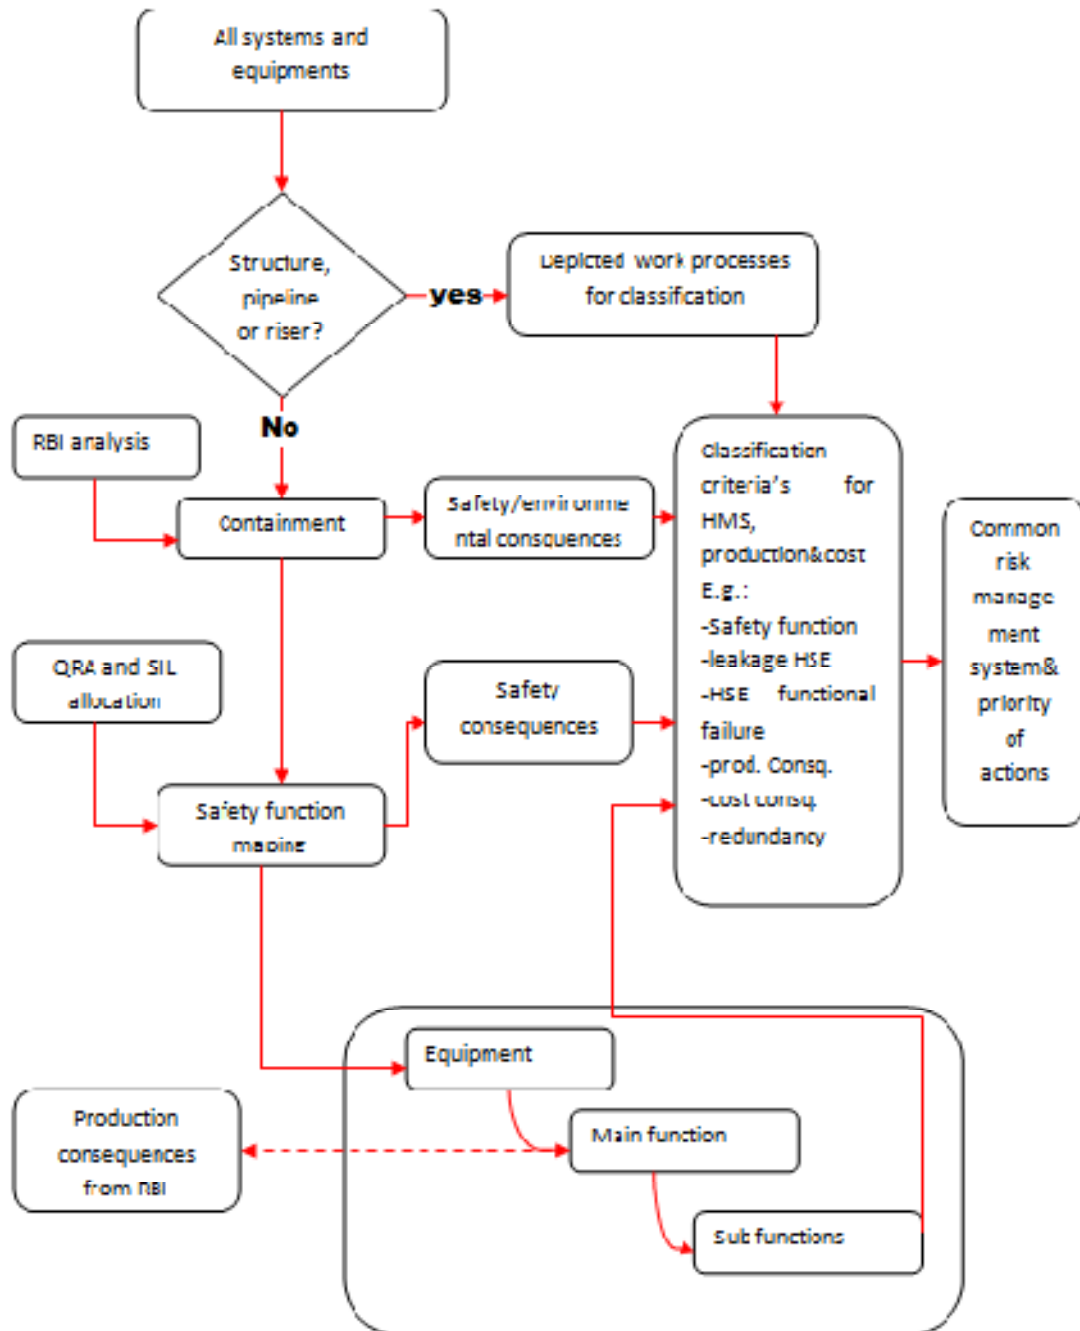 All systems and
equipments
Structure,
pipeline
or riser?
yes
Depicted work processes
for classification
No
RBI analysis
Containment
Safety/environme
ntal consquences
Classification
criteria's for
HMS,
production&cost
E.g.:
-Safety function
-leakage HSE
-HSE functional
failure
-prod. Consq.
-cost consq.
-redundancy
Common
risk
manage
ment
system&
priority
of
actions
QRA and SIL
allocation
Safety
consequences
Safety function
maping
Equipment
Main function
Sub functions
Production
consequences
from RBI